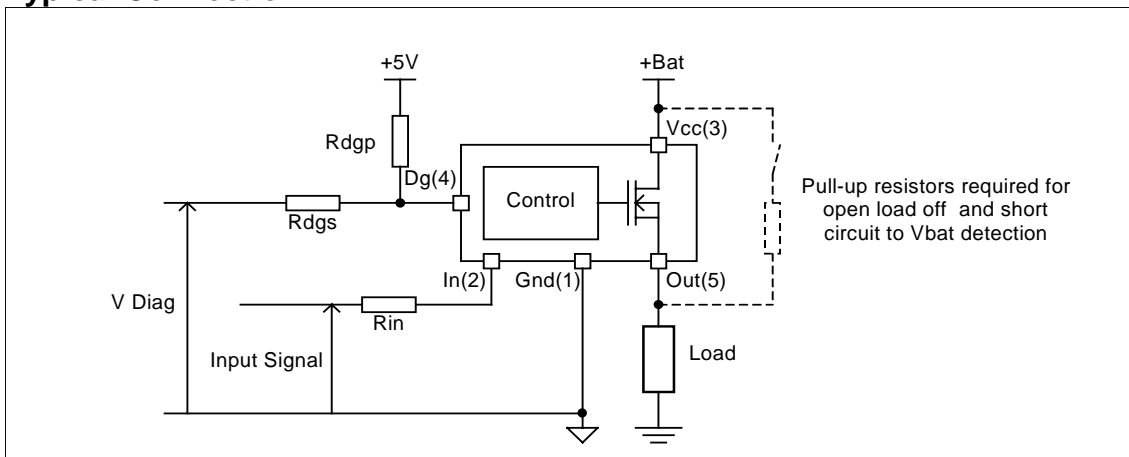 +5V
+Bat
Rdgp
Vcc(3)
Dg(4)
Control
Rdgs
Pull-up resistors required for
open load off and short
circuit to Vbat detection
In(2)
Gnd(1)
Out(5)
V Diag
Rin
Input Signal
Load